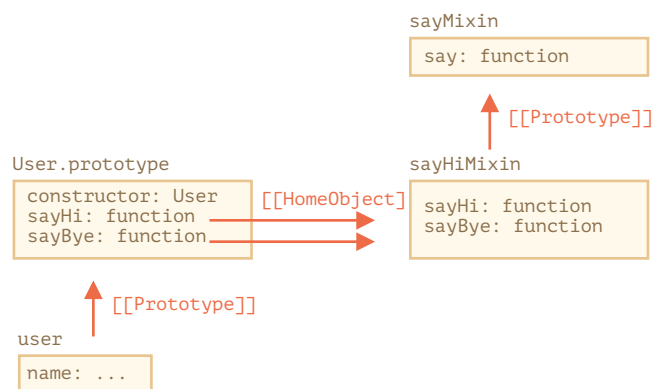 sayMixin
say: function
[[Prototype]]
User.prototype
sayHiMixin
constructor: User
sayHi: function
sayBye: function
[[HomeObject]
sayHi: function
sayBye: function
[[Prototype]]
user
name: ...